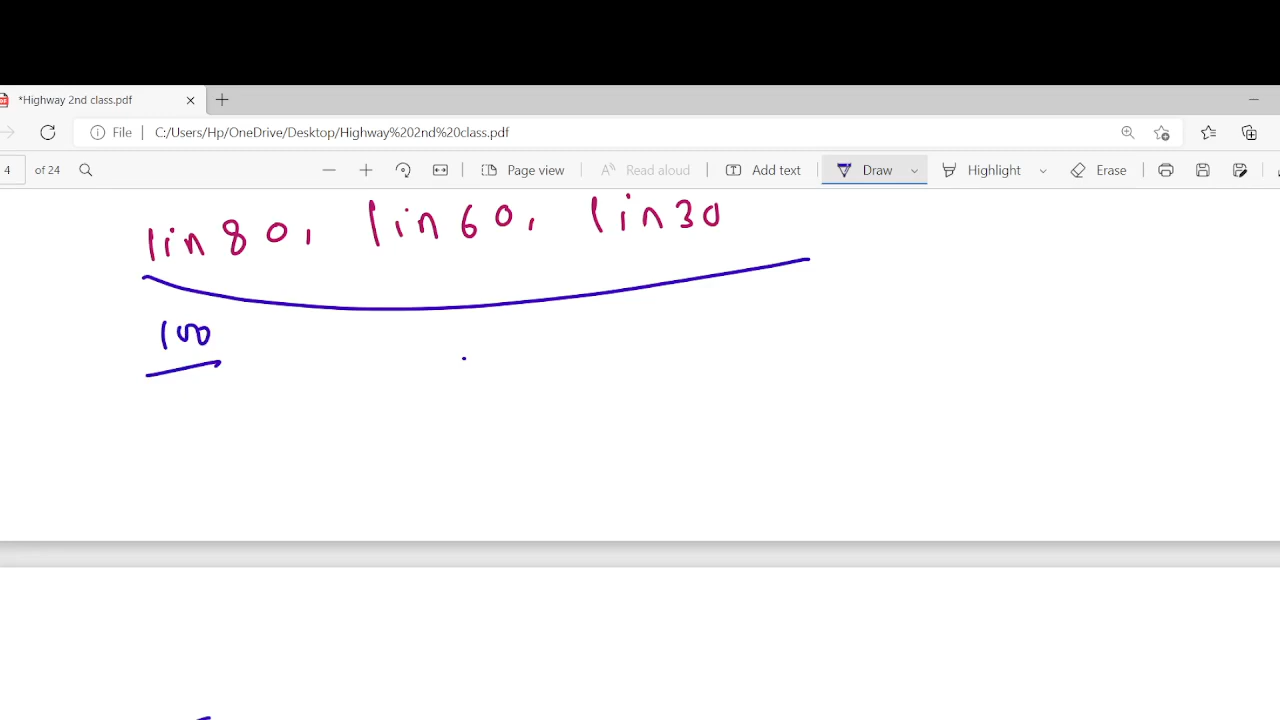 *Highway 2nd class.pdf
File C:/Users/Hp/OneDrive/Desktop/Highway%202nd%20class.pdf
4 of 24 Page view Read aloud Add text Draw Highlight Erase
1in80, 1in60, 1in30
100